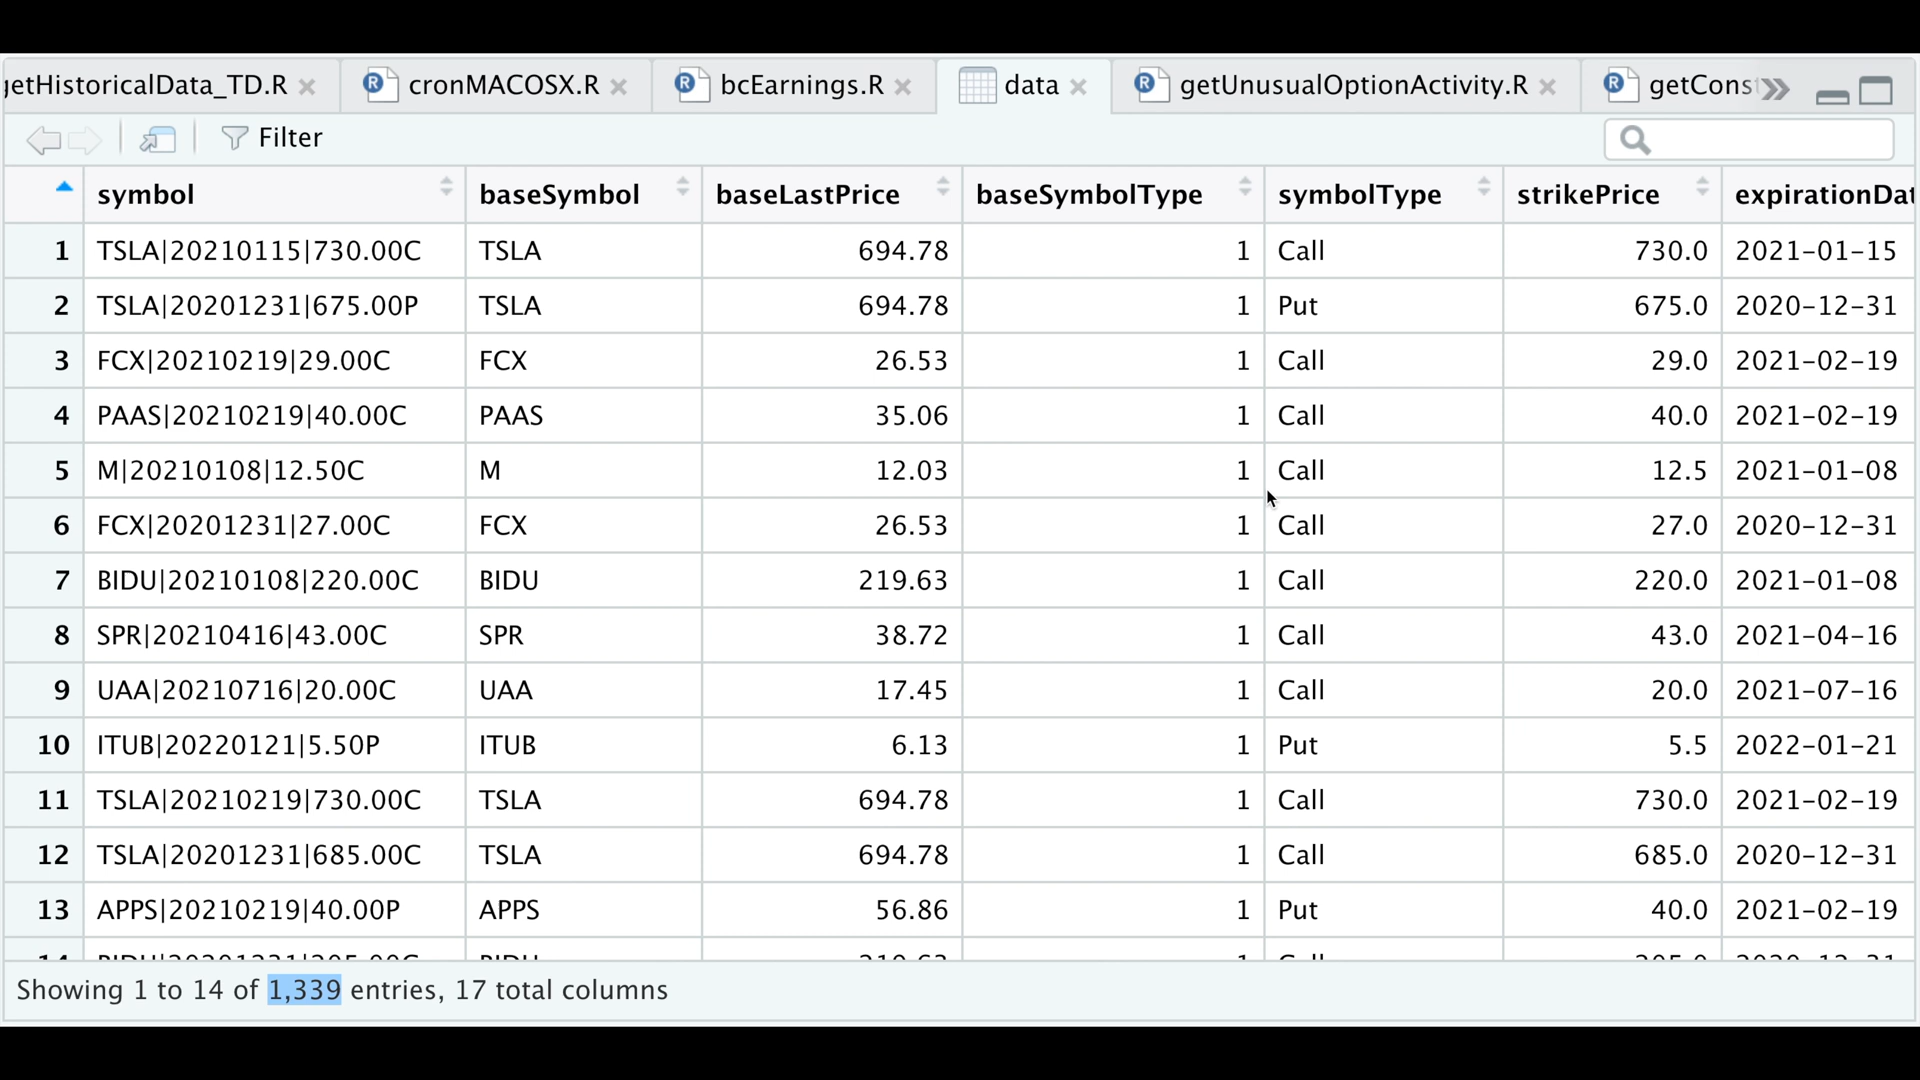 getHistoricalData_TD.R cronMACOSX.R bcEarnings.R data getUnusualOptionActivity.R getCons
Filter
symbol baseSymbol baseLastPrice baseSymbolType symbolType strikePrice expirationDat
1 TSLA|20210115|730.00C TSLA 694.78 1 Call 730.0 2021-01-15
2 TSLA|20201231|675.00P TSLA 694.78 1 Put 675.0 2020-12-31
3 FCX|20210219|29.00C FCX 26.53 1 Call 29.0 2021-02-19
4 PAAS|20210219|40.00C PAAS 35.06 1 Call 40.0 2021-02-19
5 M|20210108|12.50C M 12.03 1 Call 12.5 2021-01-08
6 FCX|20201231|27.00C FCX 26.53 1 Call 27.0 2020-12-31
7 BIDU|20210108|220.00C BIDU 219.63 1 Call 220.0 2021-01-08
8 SPR|20210416|43.00C SPR 38.72 1 Call 43.0 2021-04-16
9 UAA|20210716|20.00C UAA 17.45 1 Call 20.0 2021-07-16
10 ITUB|20220121|5.50P ITUB 6.13 1 Put 5.5 2022-01-21
11 TSLA|20210219|730.00C TSLA 694.78 1 Call 730.0 2021-02-19
12 TSLA|20201231|685.00C TSLA 694.78 1 Call 685.0 2020-12-31
13 APPS|20210219|40.00P APPS 56.86 1 Put 40.0 2021-02-19
Showing 1 to 14 of 1,339 entries, 17 total columns